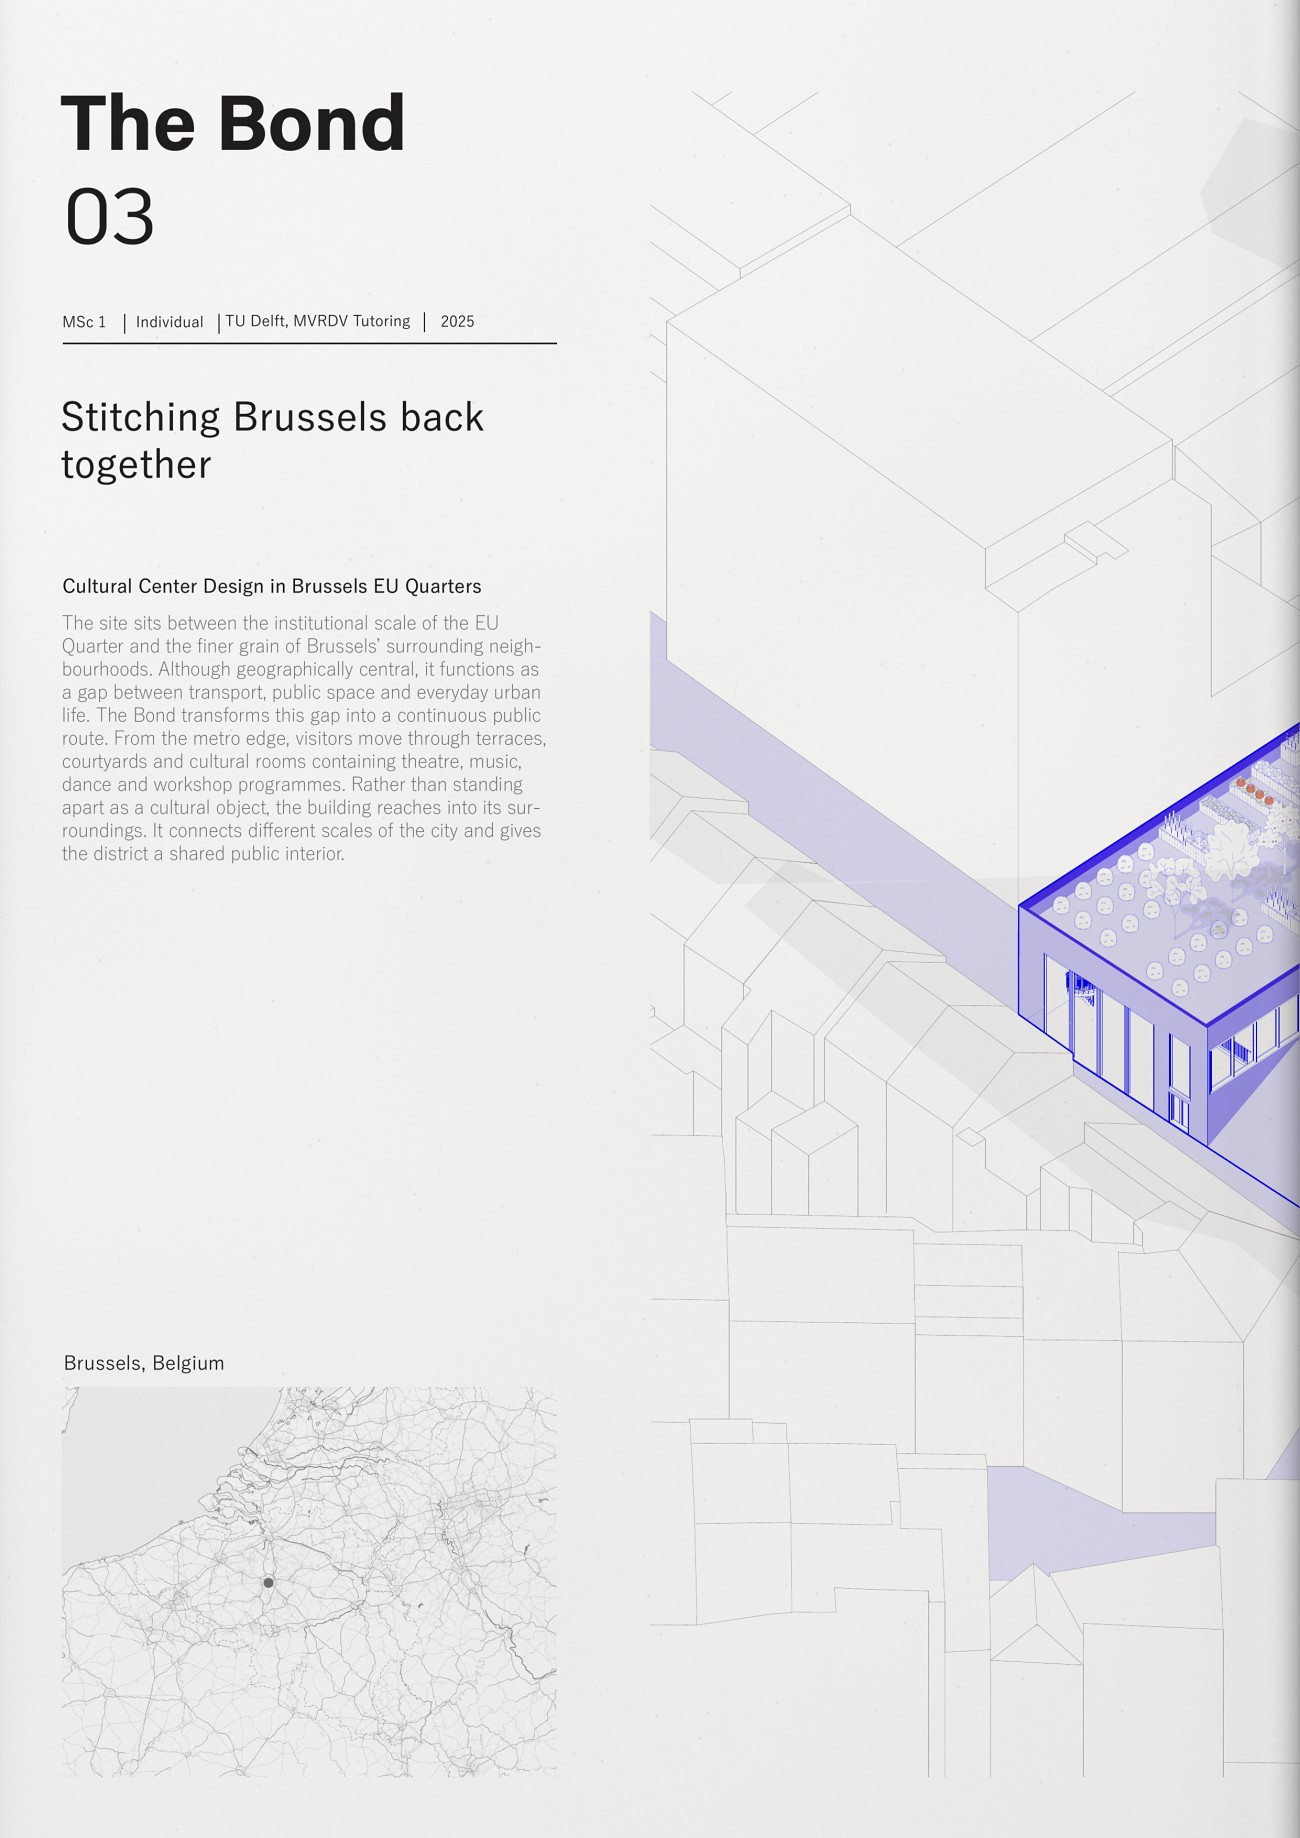 The Bond
03
MSc 1 | Individual | TU Delft, MVRDV Tutoring | 2025
Stitching Brussels back
together
Cultural Center Design in Brussels EU Quarters
The site sits between the institutional scale of the EU
Quarter and the finer grain of Brussels’ surrounding neigh-
bourhoods. Although geographically central, it functions as
a gap between transport, public space and everyday urban
life. The Bond transforms this gap into a continuous public
route. From the metro edge, visitors move through terraces,
courtyards and cultural rooms containing theatre, music,
dance and workshop programmes. Rather than standing
apart as a cultural object, the building reaches into its sur-
roundings. It connects different scales of the city and gives
the district a shared public interior.
Brussels, Belgium